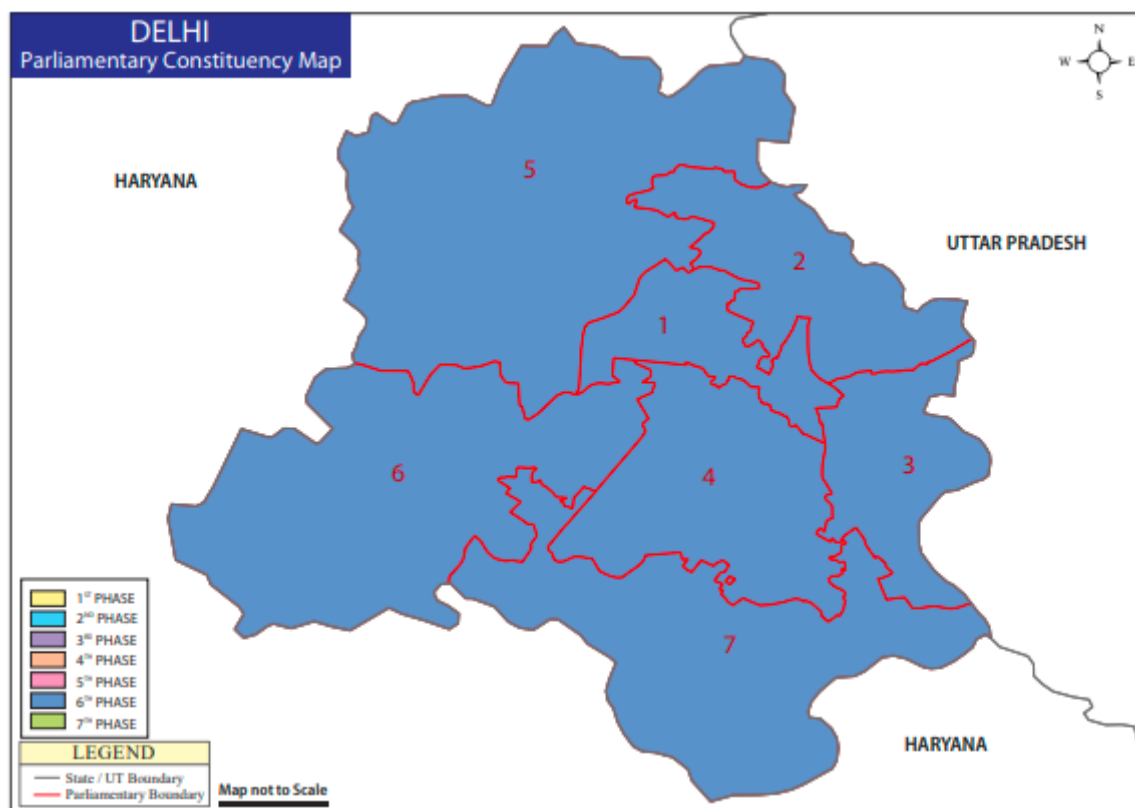 DELHI
Parliamentary Constituency Map
N
W E
S
HARYANA
5
UTTAR PRADESH
2
1
3
6
4
7
1ST PHASE
2ND PHASE
3RD PHASE
4TH PHASE
5TH PHASE
6TH PHASE
7TH PHASE
HARYANA
LEGEND
State / UT Boundary
Parliamentary Boundary
Map not to Scale